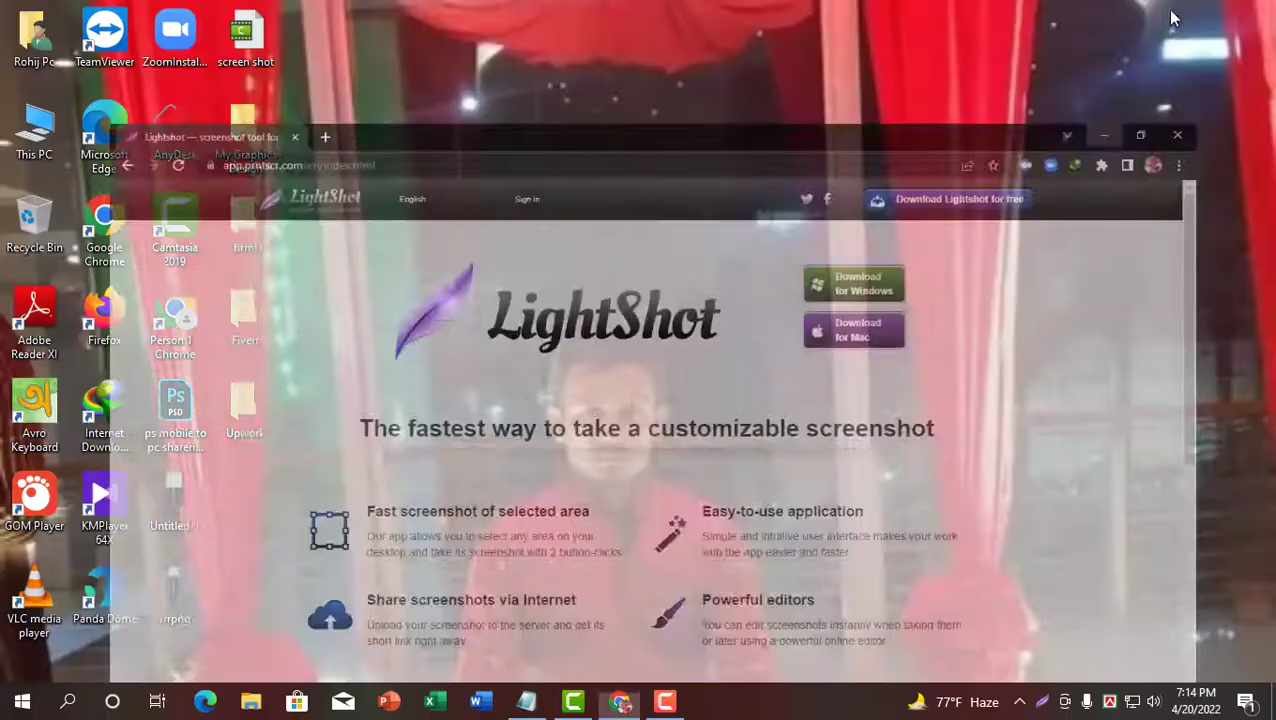 Rohij Pc
TeamViewer
ZoomInstal...
screen shot
This PC
Microsoft
Edge
AnyDesk
My Graphic
Recycle Bin
Google
Chrome
Camtasia
2019
html
Adobe
Reader XI
Firefox
Person 1
Chrome
Fiverr
Avro
Keyboard
Internet
Downlo...
PSD
ps mobile to
pc sharein...
Upwork
GOM Player
KMPlayer
64X
VLC media
player
Panda Dome
Lightshot — screenshot tool for
app.prntscr.com/en/index.html
LightShot
English
Sign in
Download Lightshot for free
LightShot
Download
for Windows
Download
for Mac
The fastest way to take a customizable screenshot
Fast screenshot of selected area
Our app allows you to select any area on your
desktop and take its screenshot with 2 button-clicks
Easy-to-use application
Simple and intuitive user interface makes your work
with the app easier and faster
Share screenshots via Internet
Upload your screenshot to the server and get its
short link right away
Powerful editors
You can edit screenshots instantly when taking them
or later using a powerful online editor
77°F Haze
7:14 PM
4/20/2022